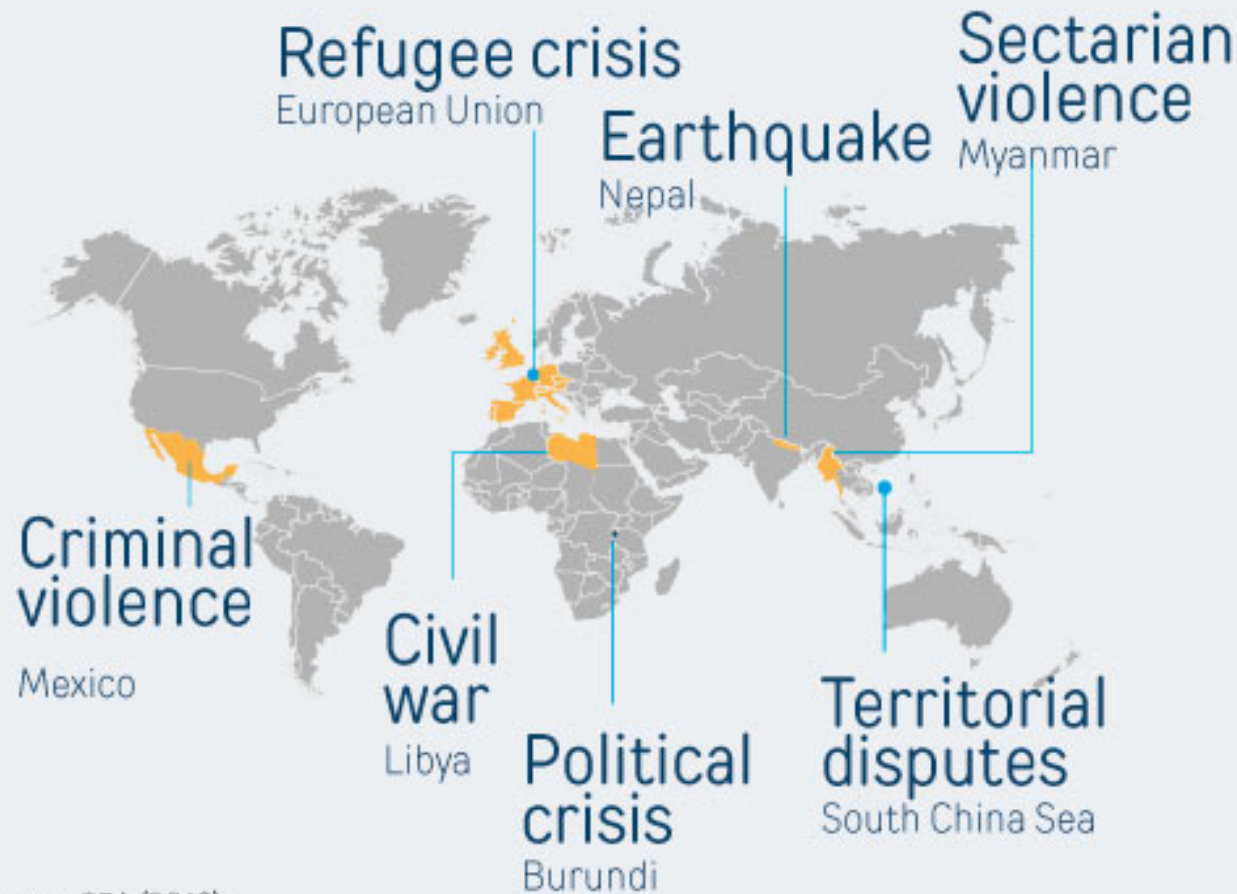 Refugee crisis
European Union
Earthquake
Nepal
Sectarian
violence
Myanmar
Criminal
violence
Mexico
Civil
war
Libya
Political
crisis
Burundi
Territorial
disputes
South China Sea